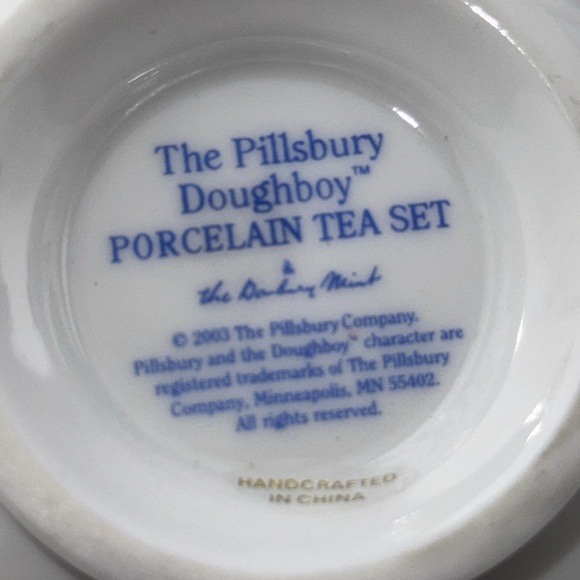 The Pillsbury
Doughboy™
PORCELAIN TEA SET
the Danbury Mint
© 2003 The Pillsbury Company.
Pillsbury and the Doughboy™ character are
registered trademarks of The Pillsbury
Company, Minneapolis, MN 55402.
All rights reserved.
HANDCRAFTED
IN CHINA